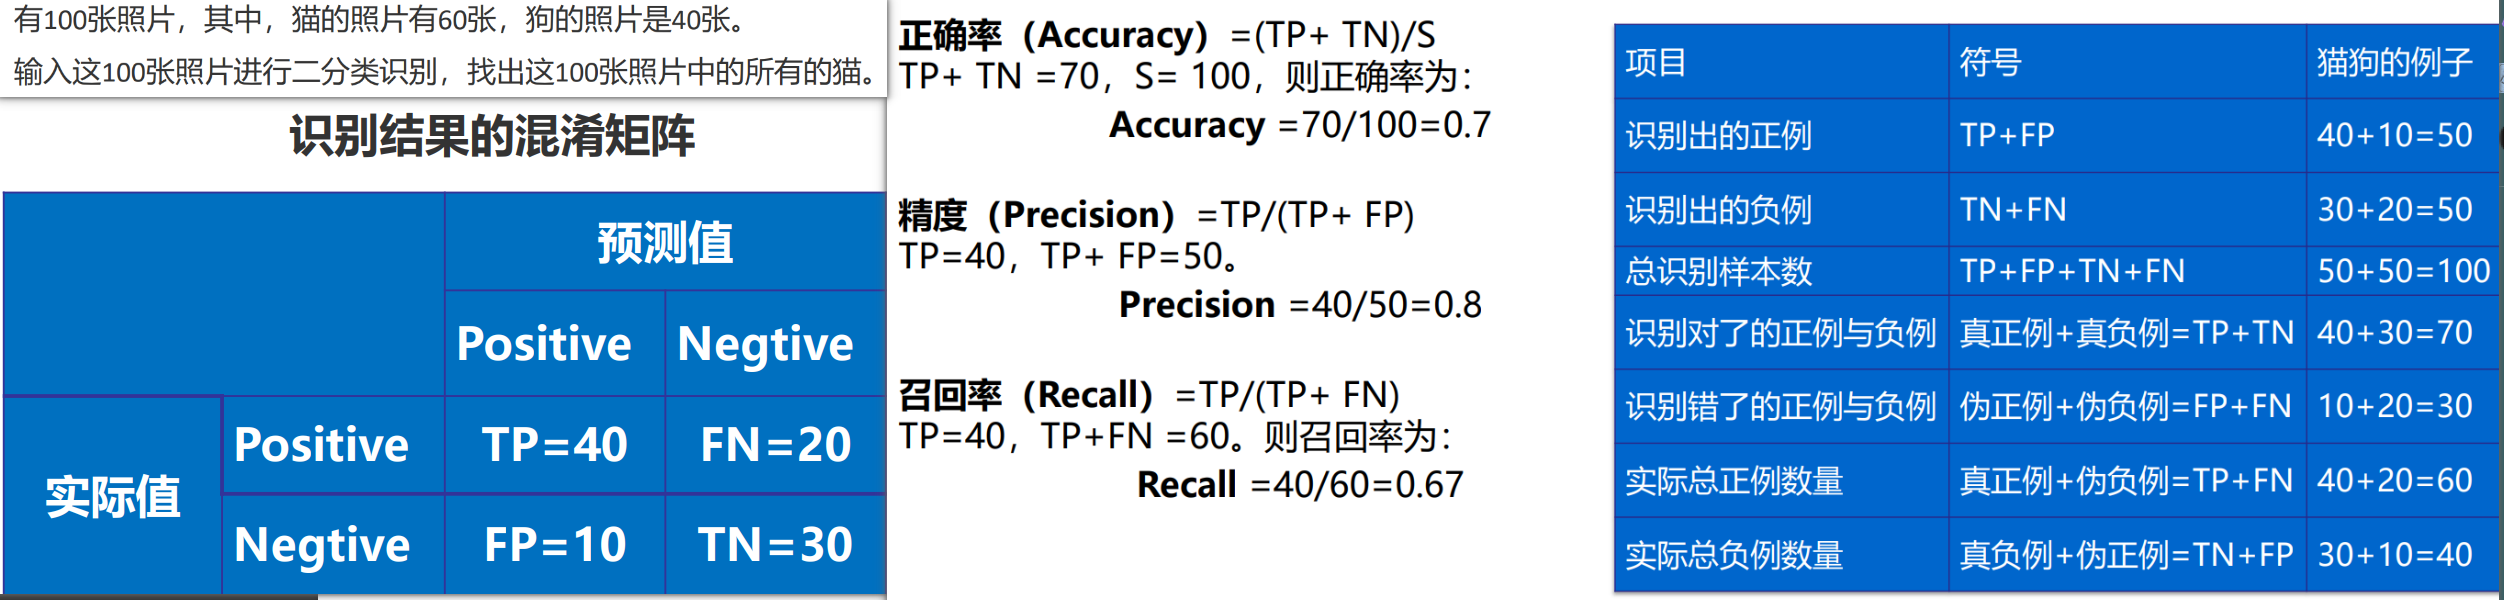 有100张照片，其中，猫的照片有60张，狗的照片是40张。
输入这100张照片进行二分类识别，找出这100张照片中的所有的猫。
识别结果的混淆矩阵
预测值
Positive Negtive
实际值
Positive TP=40 FN=20
Negtive FP=10 TN=30
正确率（Accuracy）=(TP+ TN)/S
TP+ TN =70，S= 100，则正确率为：
Accuracy =70/100=0.7
精度（Precision）=TP/(TP+ FP)
TP=40，TP+ FP=50。
Precision =40/50=0.8
召回率（Recall）=TP/(TP+ FN)
TP=40，TP+FN =60。则召回率为：
Recall =40/60=0.67
项目 符号 猫狗的例子
识别出的正例 TP+FP 40+10=50
识别出的负例 TN+FN 30+20=50
总识别样本数 TP+FP+TN+FN 50+50=100
识别对了的正例与负例 真正例+真负例=TP+TN 40+30=70
识别错了的正例与负例 伪正例+伪负例=FP+FN 10+20=30
实际总正例数量 真正例+伪负例=TP+FN 40+20=60
实际总负例数量 真负例+伪正例=TN+FP 30+10=40